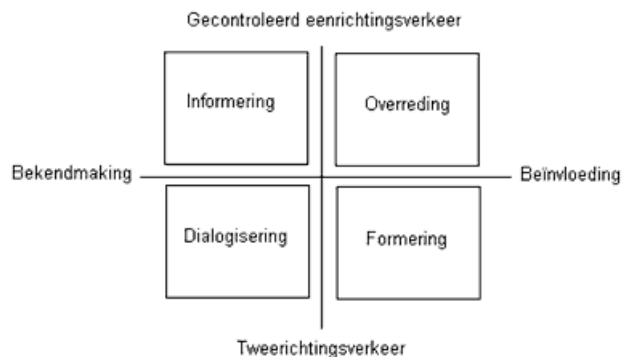 Gecontroleerd eenrichtingsverkeer
Informering
Overreding
Bekendmaking
Beïnvloeding
Dialogisering
Formering
Tweerichtingsverkeer